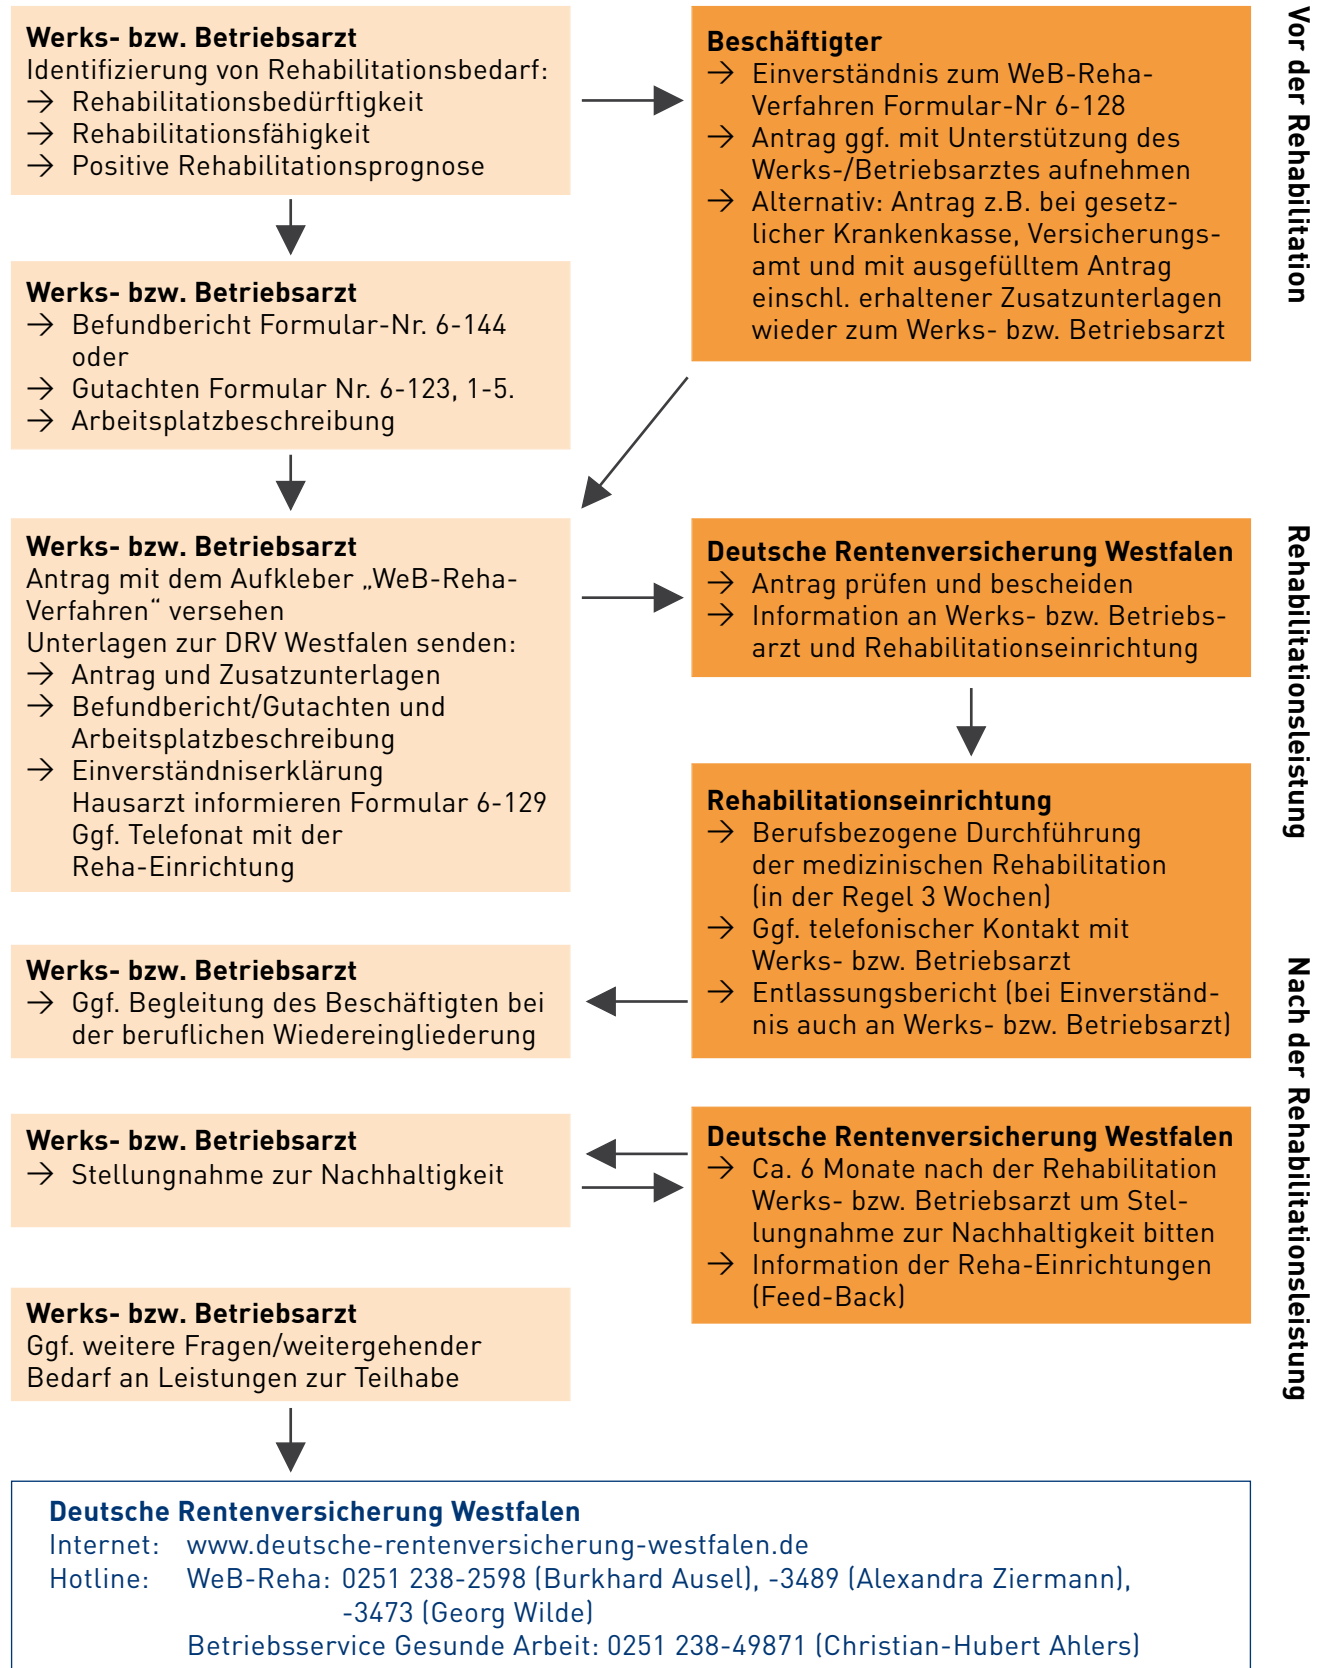 Vor der Rehabilitation
Werks- bzw. Betriebsarzt
Identifizierung von Rehabilitationsbedarf:
→ Rehabilitationsbedürftigkeit
→ Rehabilitationsfähigkeit
→ Positive Rehabilitationsprognose
Beschäftigter
→ Einverständnis zum WeB-Reha-
Verfahren Formular-Nr 6-128
→ Antrag ggf. mit Unterstützung des
Werks-/Betriebsarztes aufnehmen
→ Alternativ: Antrag z.B. bei gesetz-
licher Krankenkasse, Versicherungs-
amt und mit ausgefülltem Antrag
einschl. erhaltener Zusatzunterlagen
wieder zum Werks- bzw. Betriebsarzt
Werks- bzw. Betriebsarzt
→ Befundbericht Formular-Nr. 6-144
oder
→ Gutachten Formular Nr. 6-123, 1-5.
→ Arbeitsplatzbeschreibung
Rehabilitationsleistung
Werks- bzw. Betriebsarzt
Antrag mit dem Aufkleber „WeB-Reha-
Verfahren“ versehen
Unterlagen zur DRV Westfalen senden:
→ Antrag und Zusatzunterlagen
→ Befundbericht/Gutachten und
Arbeitsplatzbeschreibung
→ Einverständniserklärung
Hausarzt informieren Formular 6-129
Ggf. Telefonat mit der
Reha-Einrichtung
Deutsche Rentenversicherung Westfalen
→ Antrag prüfen und bescheiden
→ Information an Werks- bzw. Betriebs-
arzt und Rehabilitationseinrichtung
Rehabilitationseinrichtung
→ Berufsbezogene Durchführung
der medizinischen Rehabilitation
(in der Regel 3 Wochen)
→ Ggf. telefonischer Kontakt mit
Werks- bzw. Betriebsarzt
→ Entlassungsbericht (bei Einverständ-
nis auch an Werks- bzw. Betriebsarzt)
Nach der Rehabilitationsleistung
Werks- bzw. Betriebsarzt
→ Ggf. Begleitung des Beschäftigten bei
der beruflichen Wiedereingliederung
Werks- bzw. Betriebsarzt
→ Stellungnahme zur Nachhaltigkeit
Deutsche Rentenversicherung Westfalen
→ Ca. 6 Monate nach der Rehabilitation
Werks- bzw. Betriebsarzt um Stel-
lungnahme zur Nachhaltigkeit bitten
→ Information der Reha-Einrichtungen
(Feed-Back)
Werks- bzw. Betriebsarzt
Ggf. weitere Fragen/weitergehender
Bedarf an Leistungen zur Teilhabe
Deutsche Rentenversicherung Westfalen
Internet: www.deutsche-rentenversicherung-westfalen.de
Hotline: WeB-Reha: 0251 238-2598 (Burkhard Ausel), -3489 (Alexandra Ziermann),
-3473 (Georg Wilde)
Betriebsservice Gesunde Arbeit: 0251 238-49871 (Christian-Hubert Ahlers)